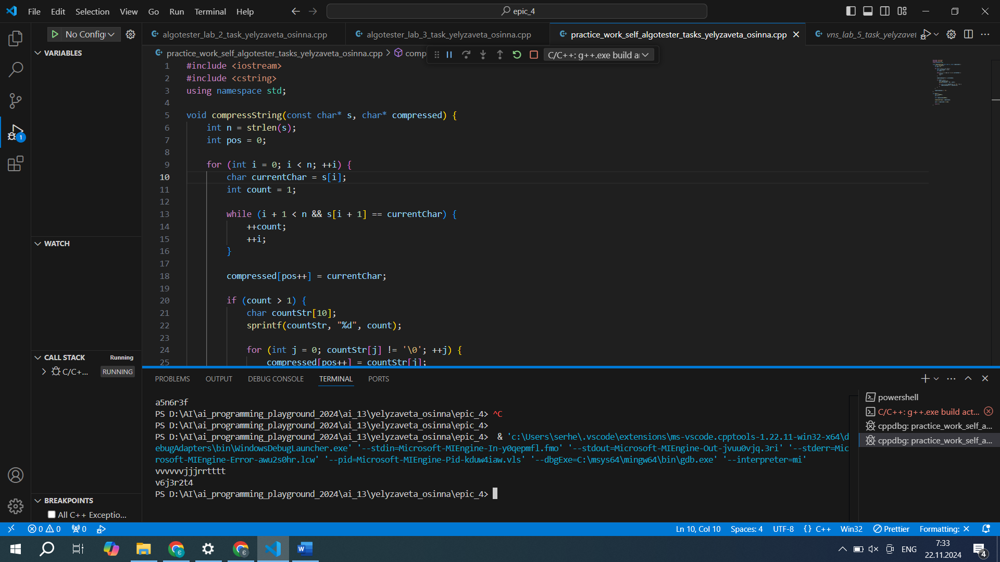 File Edit Selection View Go Run Terminal Help
epic_4
No Config
algotester_lab_2_task_yelyzaveta_osinna.cpp
algotester_lab_3_task_yelyzaveta_osinna.cpp
practice_work_self_algotester_tasks_yelyzaveta_osinna.cpp
vns_lab_5_task_yelyzavet
practice_work_self_algotester_tasks_yelyzaveta_osinna.cpp > comp
C/C++: g++.exe build a
VARIABLES
WATCH
CALL STACK Running
C/C+... RUNNING
BREAKPOINTS
All C++ Exceptio...
1
1 #include <iostream>
2 #include <cstring>
3 using namespace std;
4
5 void compressString(const char* s, char* compressed) {
6 int n = strlen(s);
7 int pos = 0;
8
9 for (int i = 0; i < n; ++i) {
10 char currentChar = s[i];
11 int count = 1;
12
13 while (i + 1 < n && s[i + 1] == currentChar) {
14 ++count;
15 ++i;
16 }
17
18 compressed[pos++] = currentChar;
19
20 if (count > 1) {
21 char countStr[10];
22 sprintf(countStr, "%d", count);
23
24 for (int j = 0; countStr[j] != '\0'; ++j) {
25 compressed[pos++] = countStr[j];
PROBLEMS OUTPUT DEBUG CONSOLE TERMINAL PORTS
a5n6r3f
PS D:\AI\ai_programming_playground_2024\ai_13\yelyzaveta_osinna\epic_4> ^C
PS D:\AI\ai_programming_playground_2024\ai_13\yelyzaveta_osinna\epic_4>
PS D:\AI\ai_programming_playground_2024\ai_13\yelyzaveta_osinna\epic_4> & 'c:\Users\serhe\.vscode\extensions\ms-vscode.cpptools-1.22.11-win32-x64\d
ebugAdapters\bin\WindowsDebugLauncher.exe' '--stdin=Microsoft-MIEngine-In-y0qepmfl.fmo' '--stdout=Microsoft-MIEngine-Out-jvuu0vjq.3ri' '--stderr=Mic
rosoft-MIEngine-Error-awu2s0hr.lcw' '--pid=Microsoft-MIEngine-Pid-kduw4iaw.vls' '--dbgExe=C:\msys64\mingw64\bin\gdb.exe' '--interpreter=mi'
vvvvvvjjjrrtttt
v6j3r2t4
PS D:\AI\ai_programming_playground_2024\ai_13\yelyzaveta_osinna\epic_4>
powershell
C/C++: g++.exe build act...
cppdbg: practice_work_self_a...
cppdbg: practice_work_self_a...
0 0 0
Ln 10, Col 10 Spaces: 4 UTF-8 {} C++ Win32 Prettier Formatting: ×
ENG
7:33
22.11.2024
4